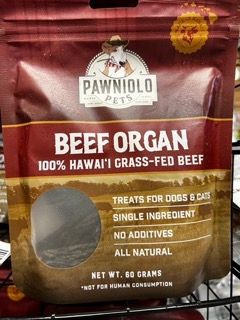 PAWNIOLO
PETS
BEEF ORGAN
100% HAWAI'I GRASS-FED BEEF
TREATS FOR DOGS & CATS
SINGLE INGREDIENT
NO ADDITIVES
ALL NATURAL
NET WT. 60 GRAMS
*NOT FOR HUMAN CONSUMPTION